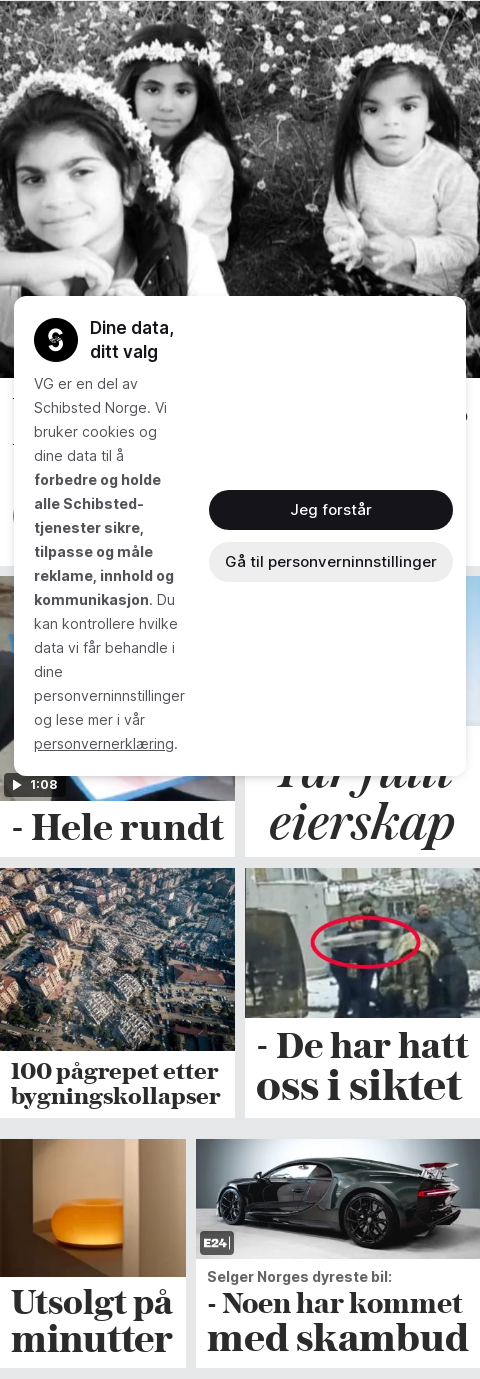 Dine data,
ditt valg
VG er en del av
Schibsted Norge. Vi
bruker cookies og
dine data til å
forbedre og holde
alle Schibsted-
tjenester sikre,
tilpasse og måle
reklame, innhold og
kommunikasjon. Du
kan kontrollere hvilke
data vi får behandle i
dine
personverninnstillinger
og lese mer i vår
personvernerklæring.
Jeg forstår
Gå til personverninnstillinger
1:08
- Hele rundt
eierskap
100 pågrepet etter
bygningskollapser
- De har hatt
oss i siktet
Utsolgt på
minutter
E24
Selger Norges dyreste bil:
- Noen har kommet
med skambud